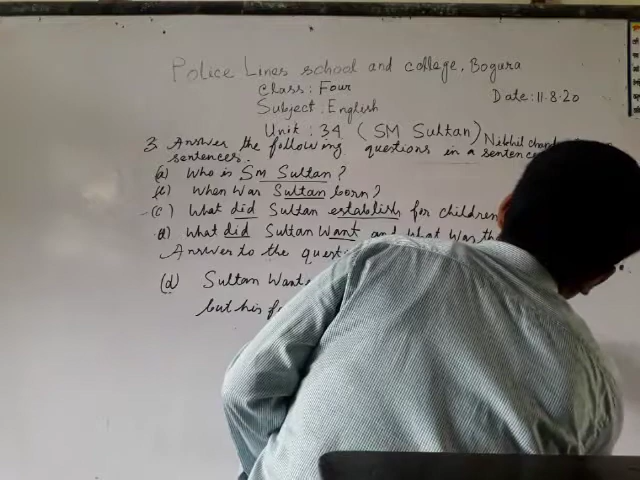 Police Lines school and college, Bogura
Class: Four
Date: 11.8.20
Subject: English
Unit: 34 (SM Sultan)
3. Answer the following questions in a sentence
sentences.
(a) Who is SM Sultan?
(b) When was Sultan born?
(c) What did Sultan establish for children
(d) What did Sultan want and what was the
Answer to the
(d) Sultan
but his